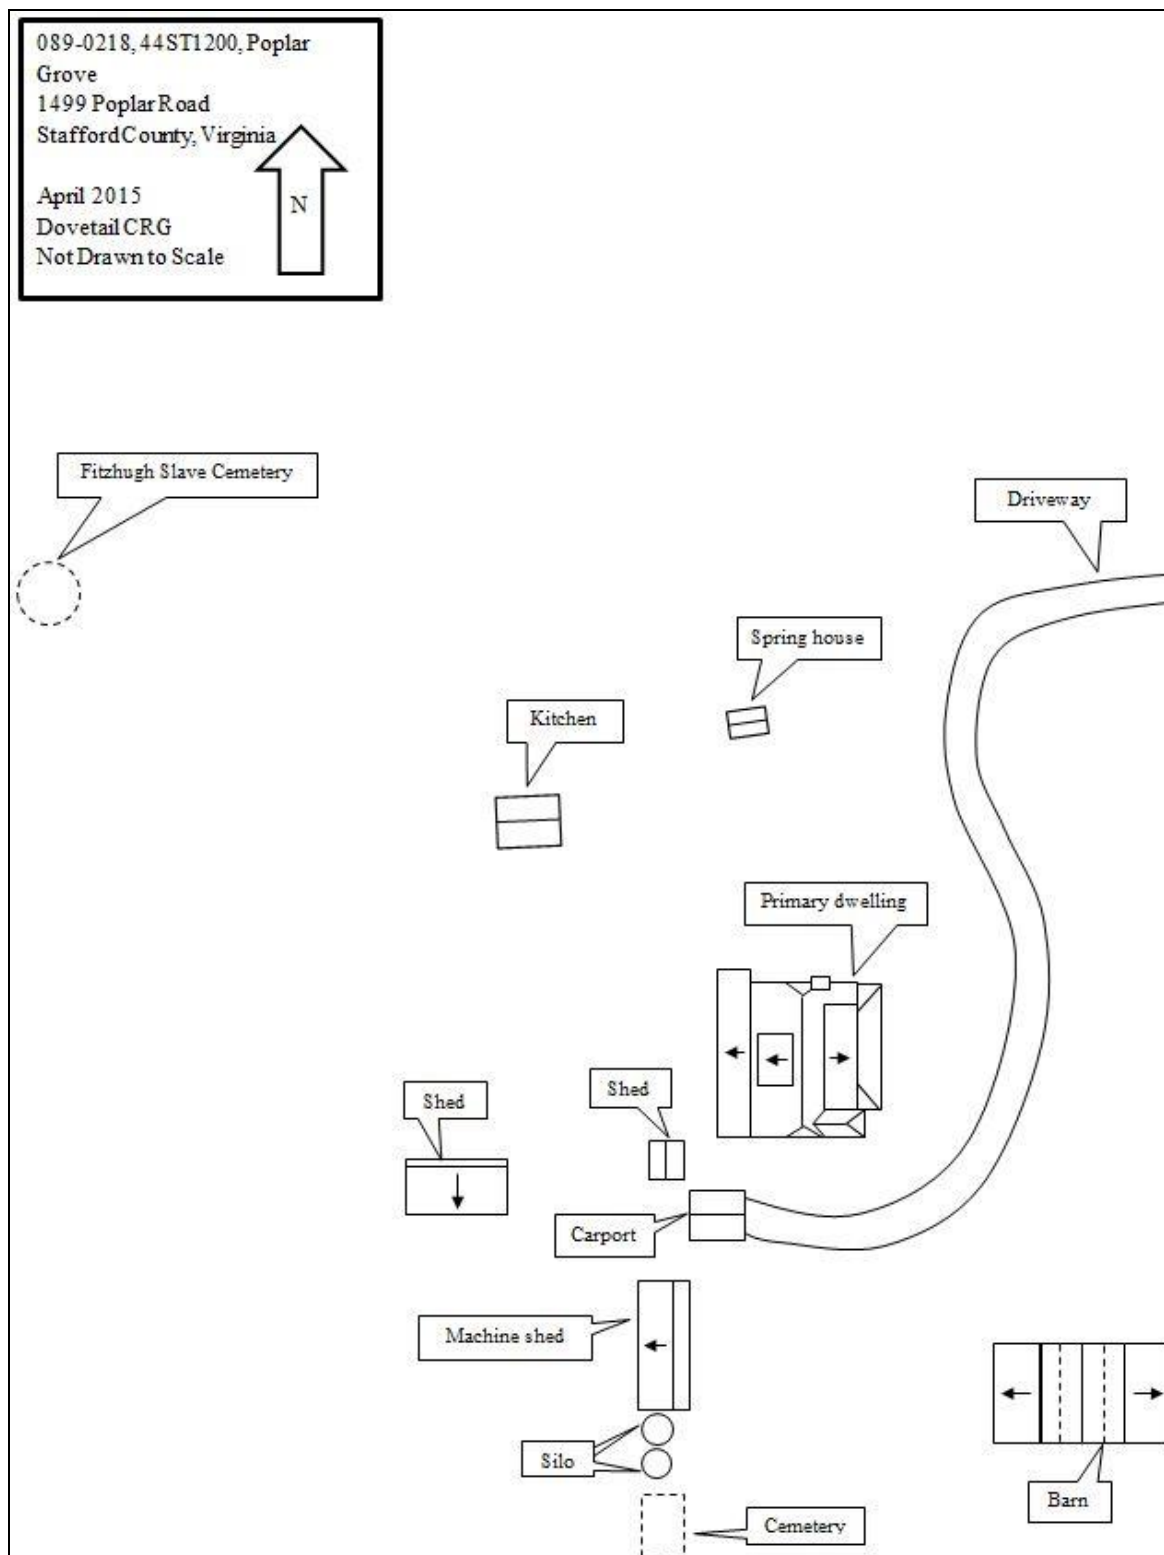 089-0218, 44ST1200, Poplar
Grove
1499 Poplar Road
Stafford County, Virginia
N
April 2015
Dovetail CRG
Not Drawn to Scale
Fitzhugh Slave Cemetery
Driveway
Spring house
Kitchen
Primary dwelling
Shed
Shed
Carport
Machine shed
Silo
Barn
Cemetery